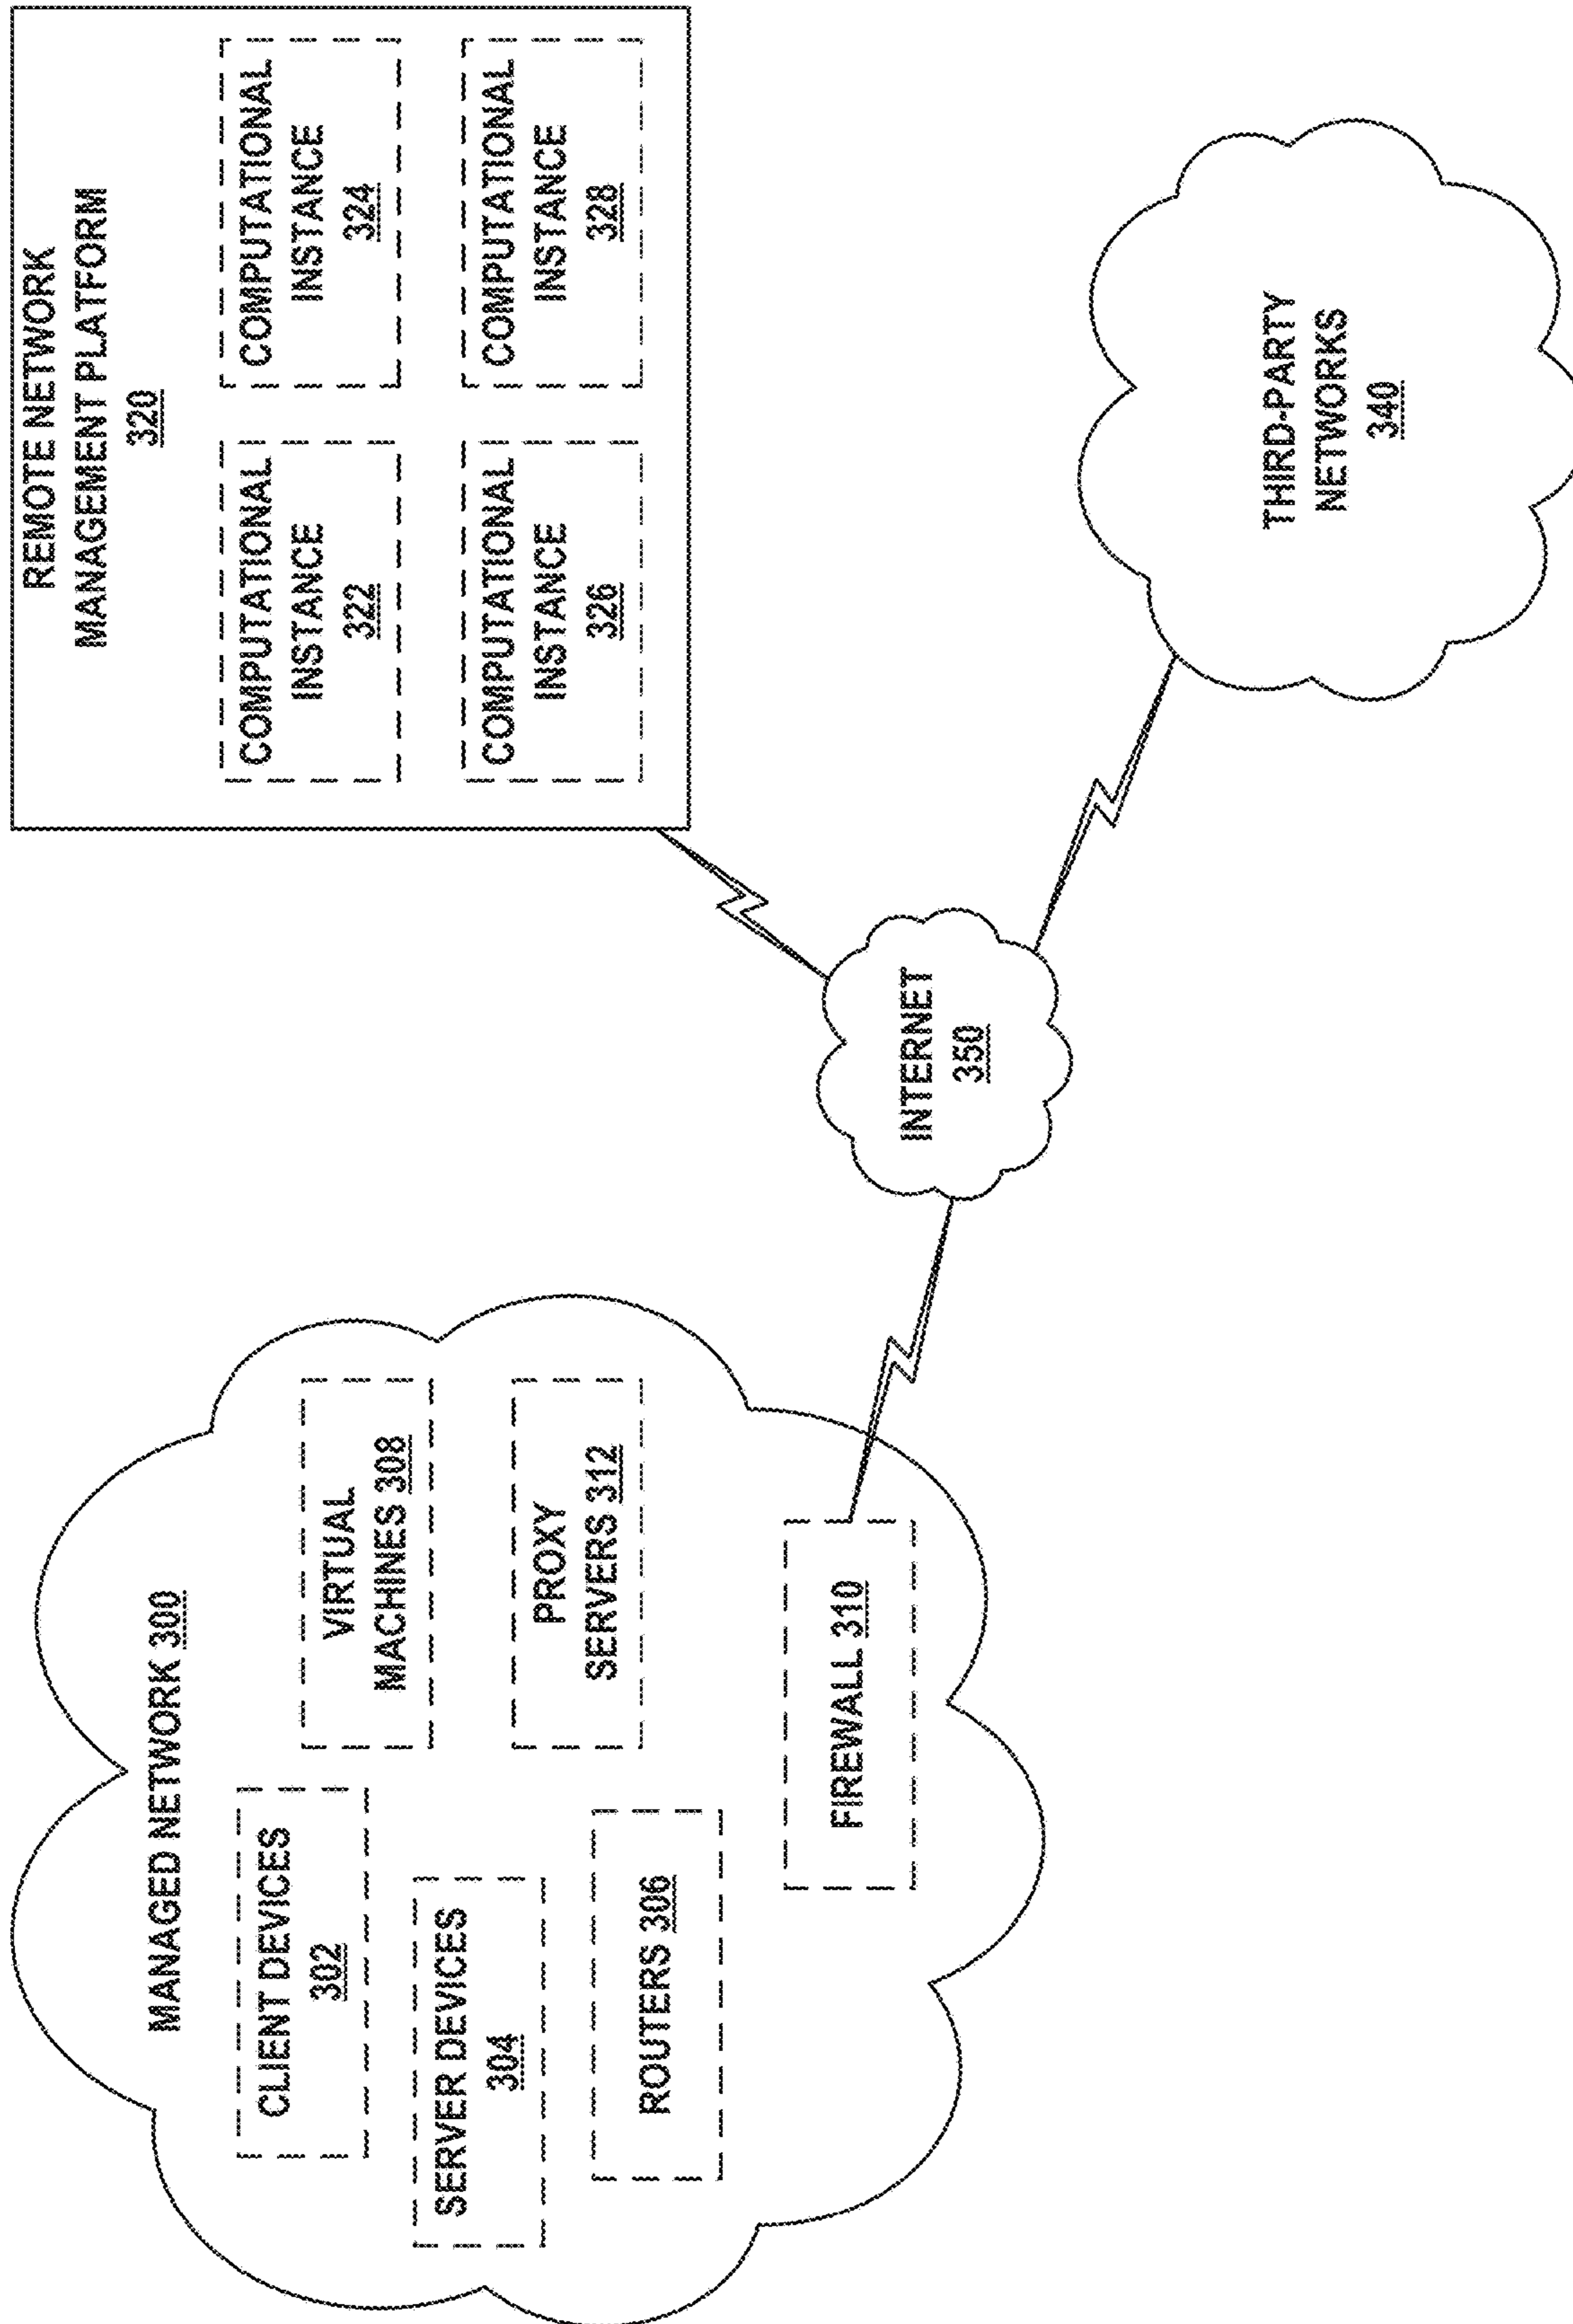 MANAGED NETWORK 300
CLIENT DEVICES
302
SERVER DEVICES
304
ROUTERS 306
VIRTUAL
MACHINES 308
PROXY
SERVERS 312
FIREWALL 310
INTERNET
350
REMOTE NETWORK
MANAGEMENT PLATFORM
320
COMPUTATIONAL
INSTANCE
322
COMPUTATIONAL
INSTANCE
324
COMPUTATIONAL
INSTANCE
326
COMPUTATIONAL
INSTANCE
328
THIRD-PARTY
NETWORKS
340